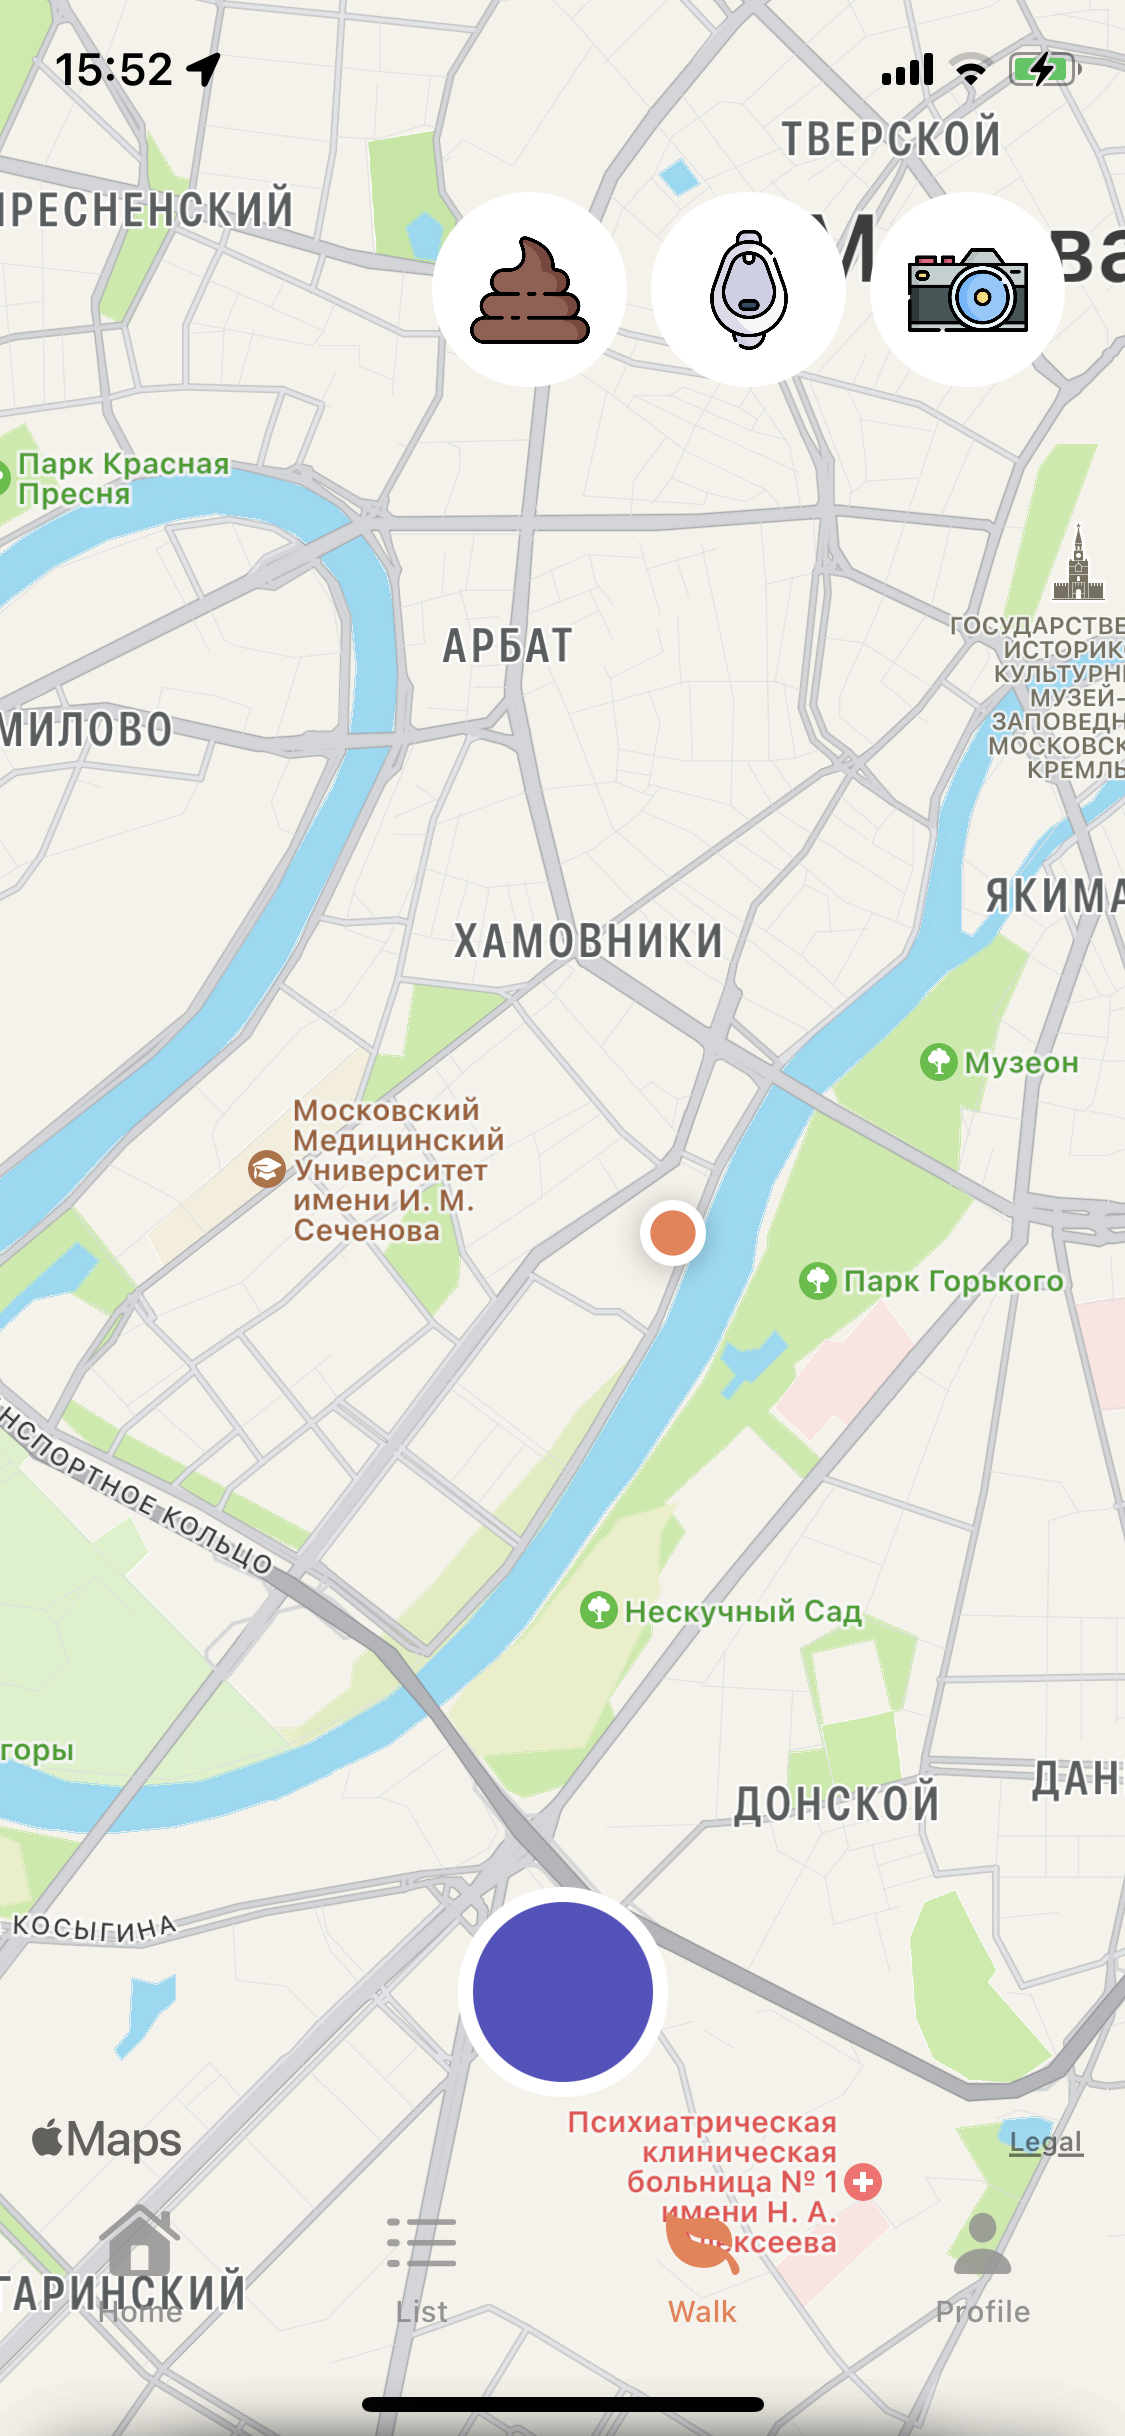 15:52
ТВЕРСКОЙ
ПРЕСНЕНСКИЙ
Парк Красная
Пресня
ГОСУДАРСТВЕ
ИСТОРИК
КУЛЬТУРН
МУЗЕЙ-
ЗАПОВЕДН
МОСКОВСК
КРЕМЛЬ
АРБАТ
МИЛОВО
ЯКИМА
ХАМОВНИКИ
Музеон
Московский
Медицинский
Университет
имени И. М.
Сеченова
Парк Горького
НСПОРТНОЕ КОЛЬЦО
Нескучный Сад
горы
ДОНСКОЙ
ДАН
КОСЫГИНА
Maps
Психиатрическая
клиническая
больница № 1
имени Н. А.
ексеева
Legal
ГАРИНСКИЙ
Home
List
Walk
Profile